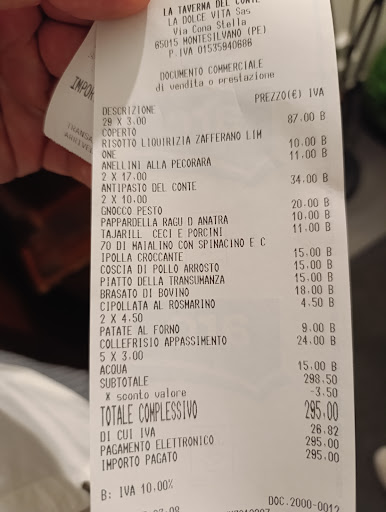 LA TAVERNA DEL CONTE
LA DOLCE VITA Sas
Via Cona Stella
65015 MONTESILVANO (PE)
P.IVA 01535940686
DOCUMENTO COMMERCIALE
di vendita o prestazione
DESCRIZIONE PREZZO(€) IVA
29 X 3.00
COPERTO 87.00 B
RISOTTO LIQUIRIZIA ZAFFERANO LIM
ONE 10.00 B
ANELLINI ALLA PECORARA 11.00 B
2 X 17.00
ANTIPASTO DEL CONTE 34.00 B
2 X 10.00
GNOCCO PESTO 20.00 B
PAPPARDELLA RAGU D ANATRA 10.00 B
TAJARILL CECI E PORCINI 11.00 B
70 DI MAIALINO CON SPINACINO E C
IPOLLA CROCCANTE 15.00 B
COSCIA DI POLLO ARROSTO 15.00 B
PIATTO DELLA TRANSUMANZA 15.00 B
BRASATO DI BOVINO 18.00 B
CIPOLLATA AL ROSMARINO 4.50 B
2 X 4.50
PATATE AL FORNO 9.00 B
COLLEFRISIO APPASSIMENTO 24.00 B
5 X 3.00
ACQUA 15.00 B
SUBTOTALE 298.50
X sconto valore -3.50
TOTALE COMPLESSIVO 295.00
DI CUI IVA 26.82
PAGAMENTO ELETTRONICO 295.00
IMPORTO PAGATO 295.00
B: IVA 10.00%
DOC.2000-0012